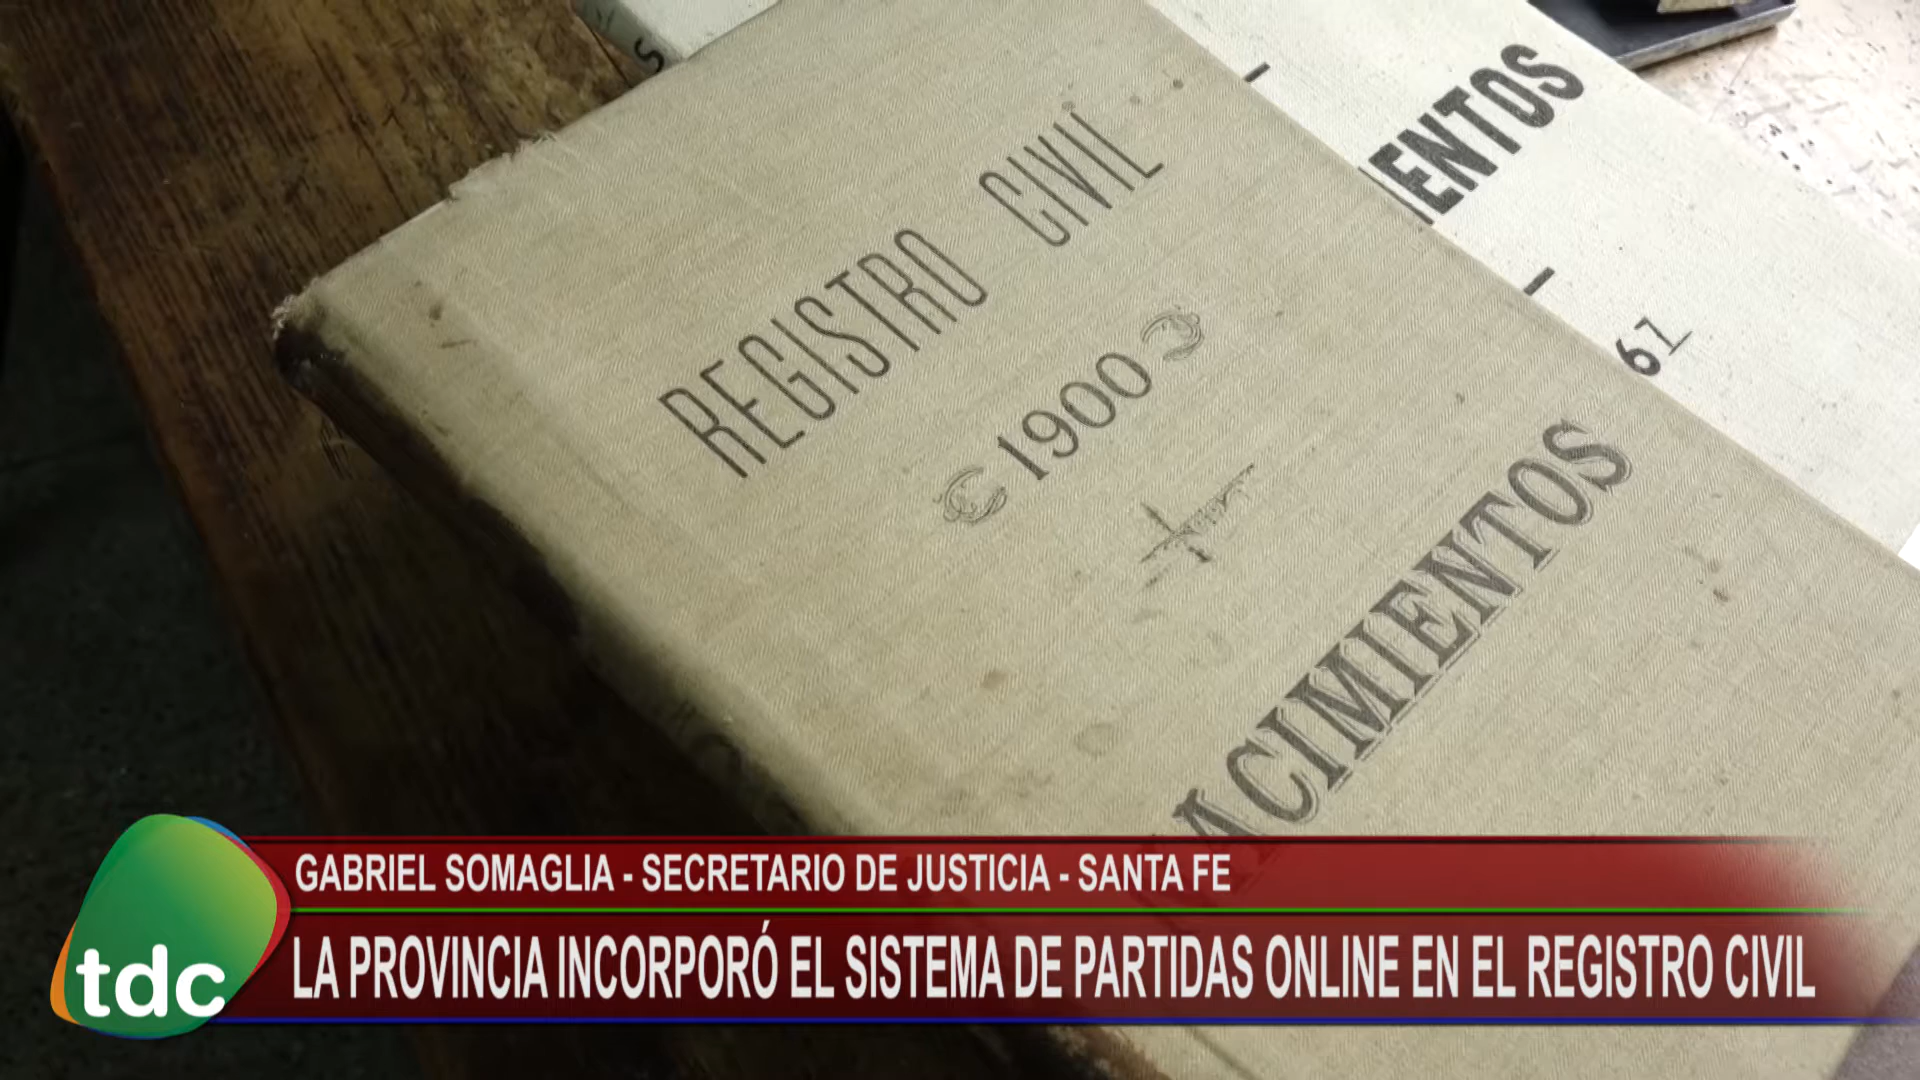 S
REGISTRO CIVIL
1900
ACIMIENTOS
IENTOS
61
GABRIEL SOMAGLIA - SECRETARIO DE JUSTICIA - SANTA FE
LA PROVINCIA INCORPORÓ EL SISTEMA DE PARTIDAS ONLINE EN EL REGISTRO CIVIL
tdc